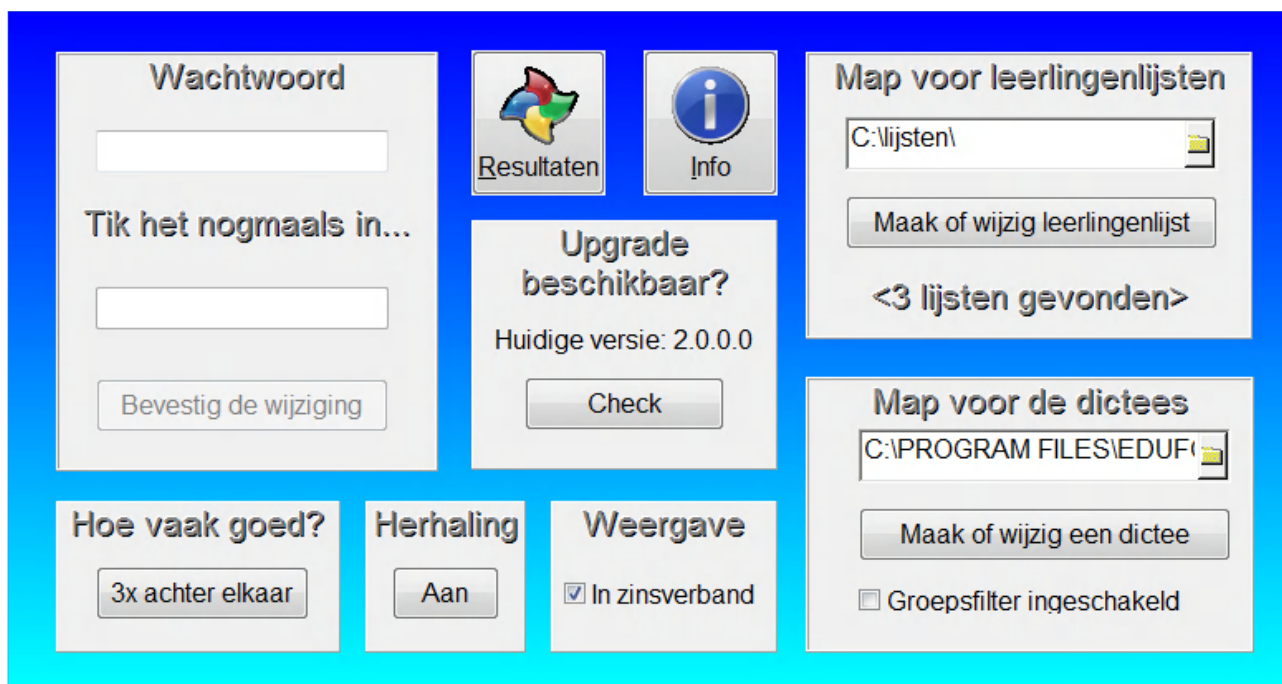 Wachtwoord
Tik het nogmaals in...
Bevestig de wijziging
Resultaten
Info
Upgrade
beschikbaar?
Huidige versie: 2.0.0.0
Check
Map voor leerlingenlijsten
C:\lijsten\
Maak of wijzig leerlingenlijst
<3 lijsten gevonden>
Map voor de dictees
C:\PROGRAM FILES\EDUF
Maak of wijzig een dictee
Groepsfilter ingeschakeld
Hoe vaak goed?
3x achter elkaar
Herhaling
Aan
Weergave
In zinsverband